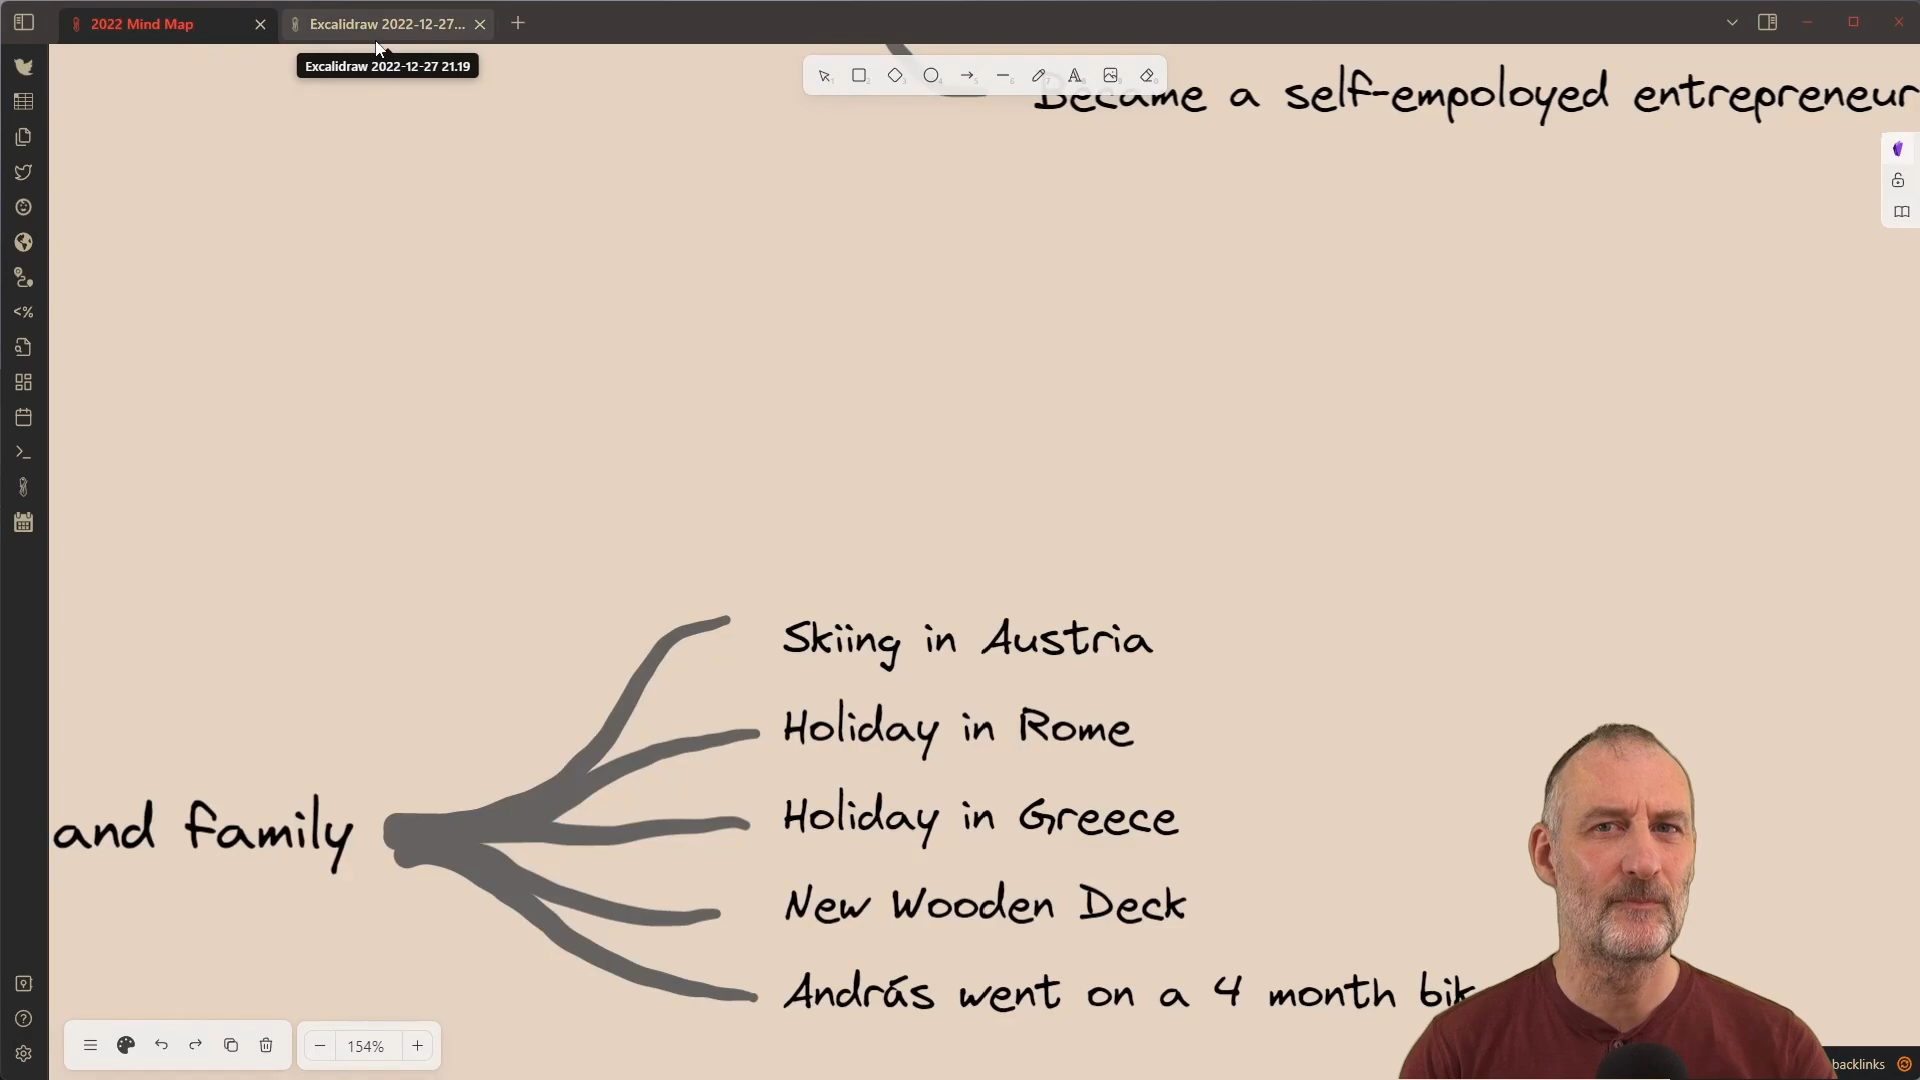 2022 Mind Map
Excalidraw 2022-12-27...
Excalidraw 2022-12-27 21.19
Became a self-empoloyed entrepreneur
Skiing in Austria
Holiday in Rome
and family
Holiday in Greece
New Wooden Deck
András went on a 4 month bik
154%
backlinks